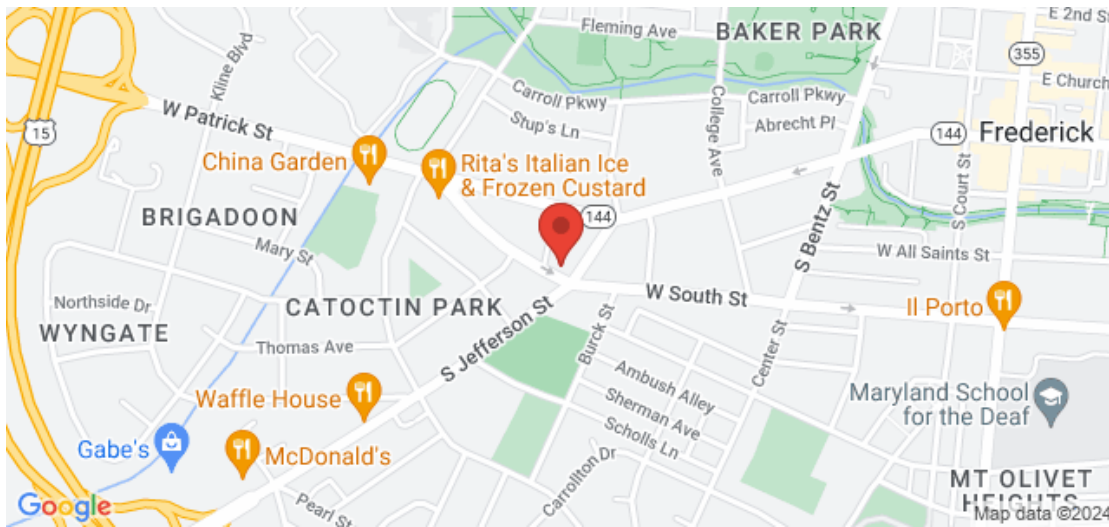 Fleming Ave
BAKER PARK
E 2nd S
355
E Church
Kline Blvd
15
W Patrick St
Carroll Pkwy
College Ave
Carroll Pkwy
Abrecht Pl
144
Frederick
Stup's Ln
China Garden
Rita's Italian Ice
& Frozen Custard
S Court St
144
BRIGADOON
Mary St
S Bentz St
W All Saints St
Northside Dr
CATOCTIN PARK
W South St
Il Porto
WYNGATE
Thomas Ave
S Jefferson St
Burck St
Center St
Waffle House
Ambush Alley
Sherman Ave
Scholls Ln
Maryland School
for the Deaf
Gabe's
McDonald's
Carrollton Dr
Pearl St
MT OLIVET
HEIGHTS
Google
Map data ©2024